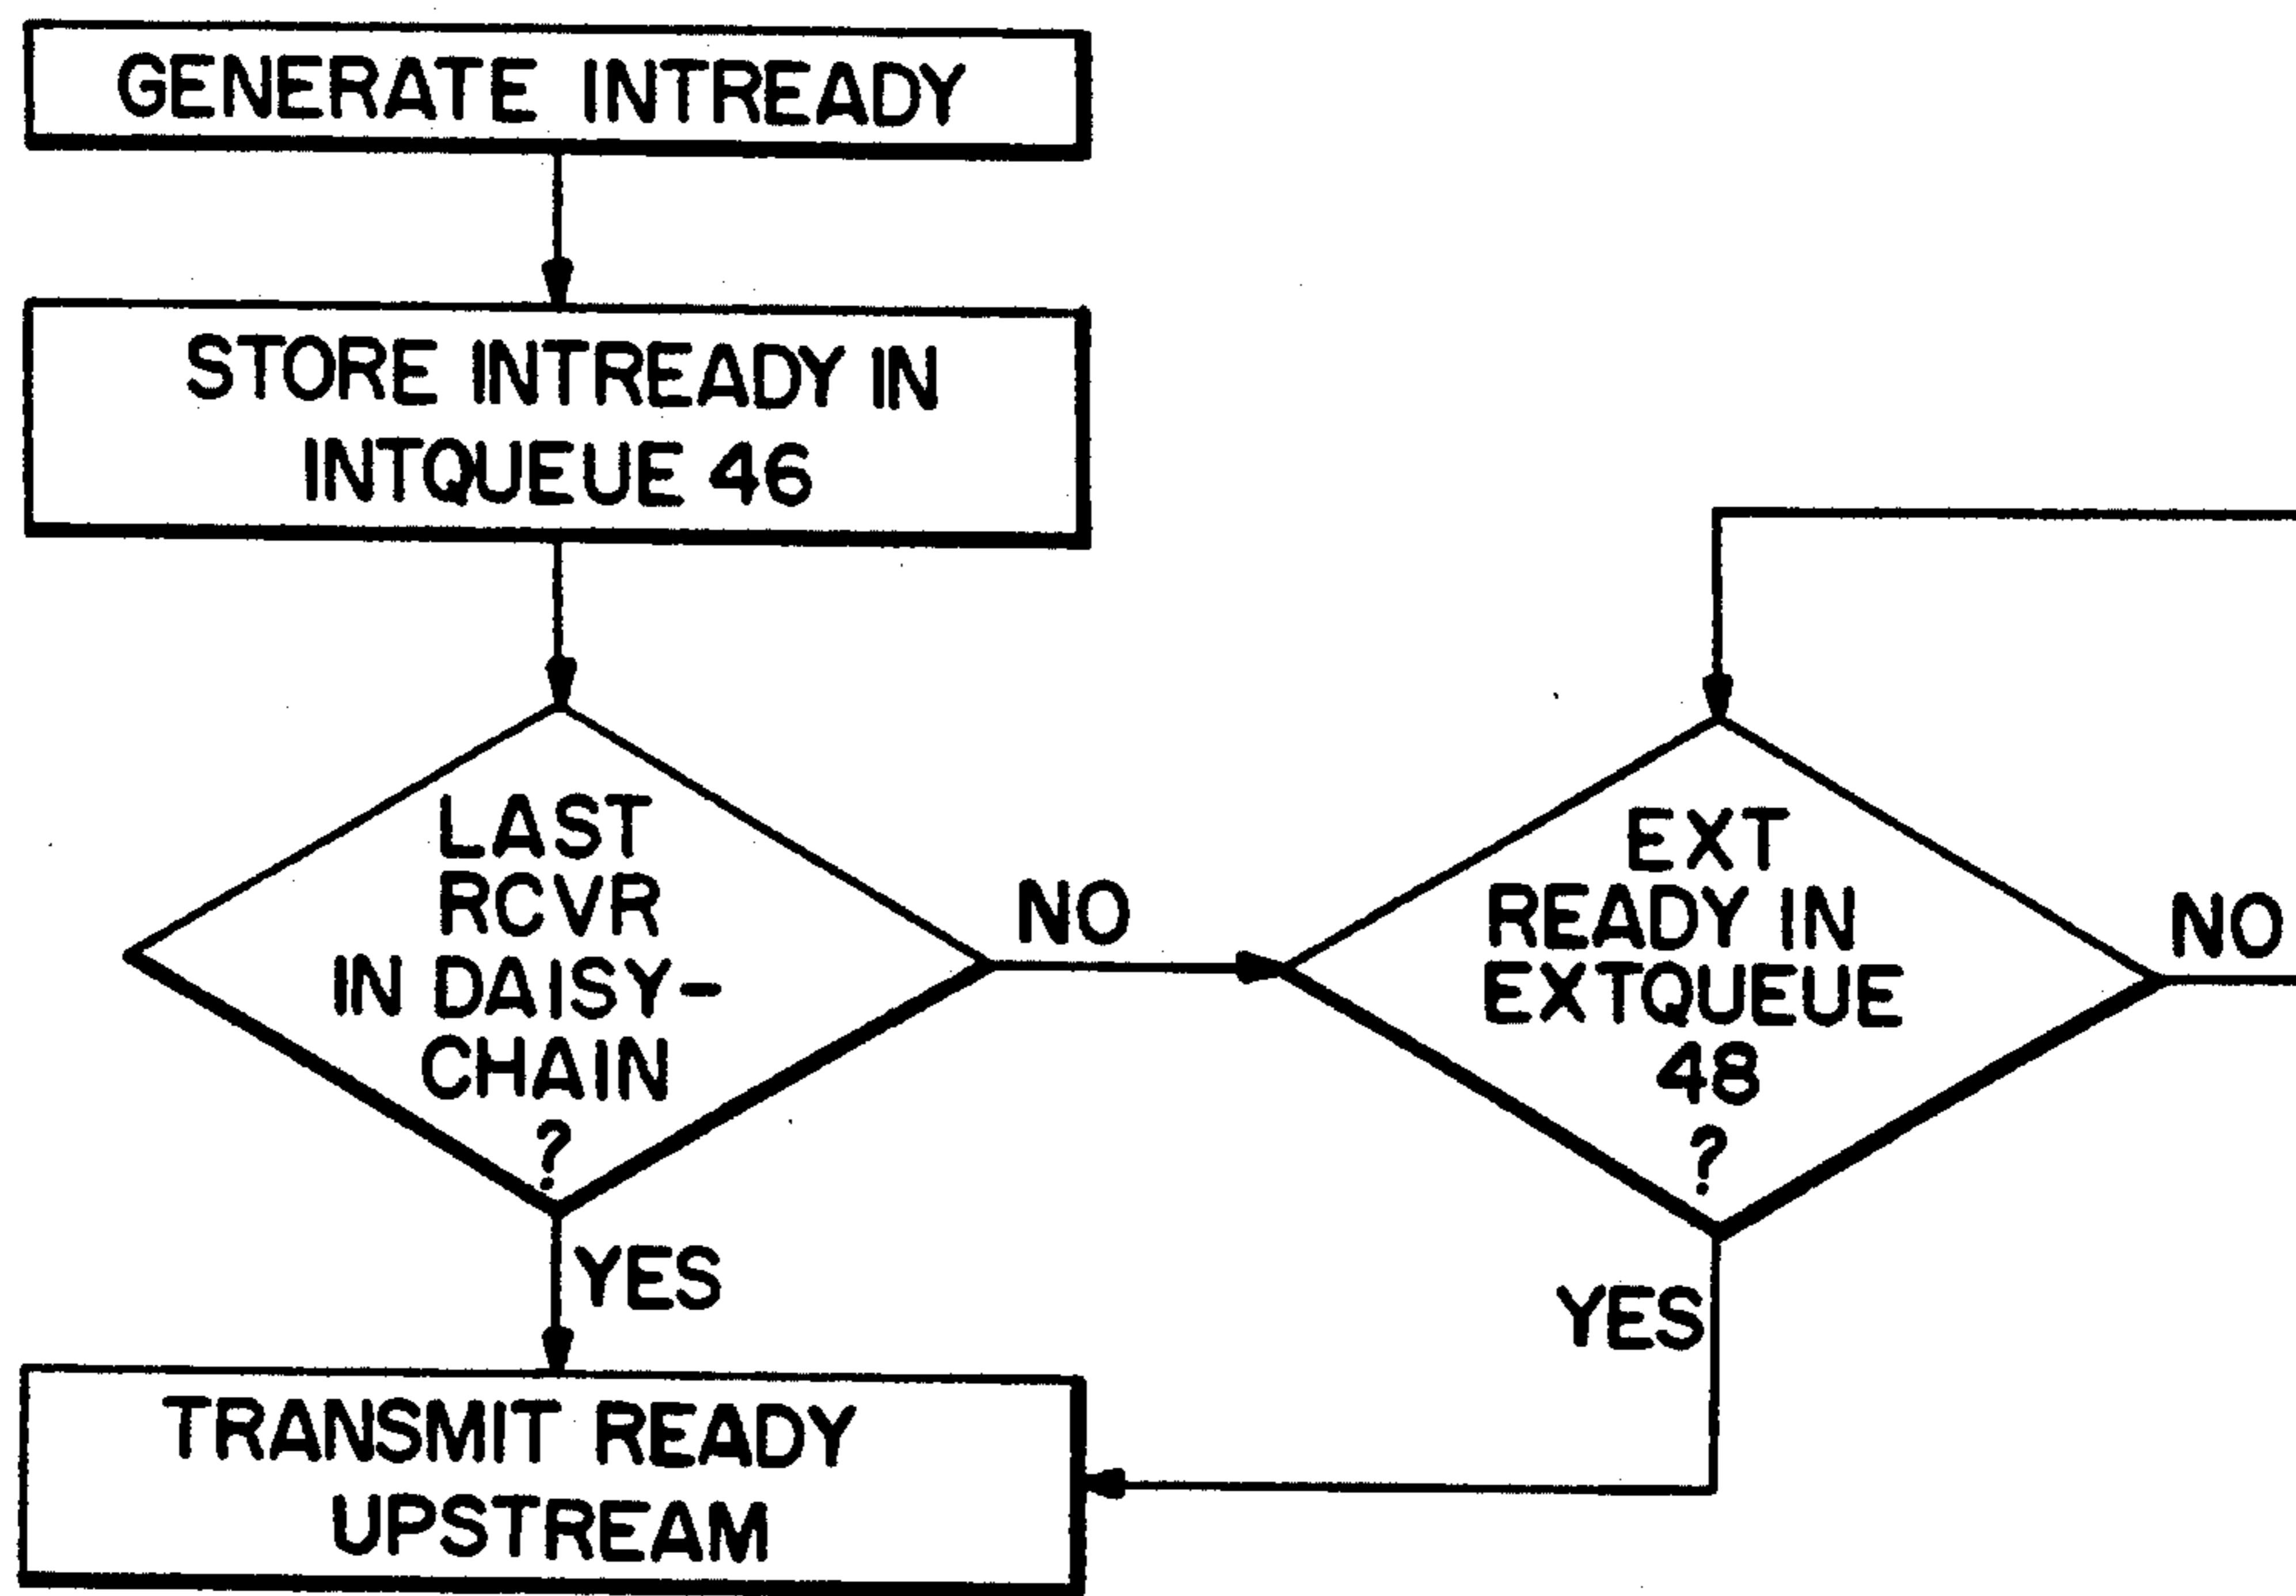 GENERATE INTREADY
STORE INTREADY IN
INTQUEUE 46
LAST
RCVR
IN DAISY-
CHAIN
?
NO
YES
EXT
READY IN
EXTQUEUE
48
?
NO
YES
TRANSMIT READY
UPSTREAM